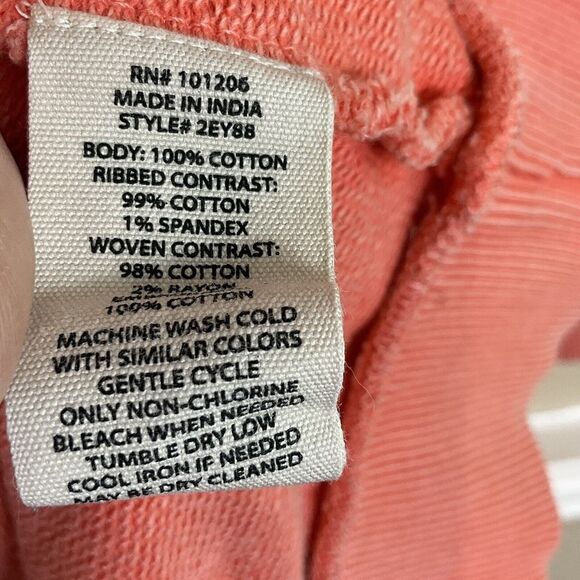 RN# 101206
MADE IN INDIA
STYLE# 2EY88
BODY: 100% COTTON
RIBBED CONTRAST:
99% COTTON
1% SPANDEX
WOVEN CONTRAST:
98% COTTON
2% RAYON
100% COTTON
MACHINE WASH COLD
WITH SIMILAR COLORS
GENTLE CYCLE
ONLY NON-CHLORINE
BLEACH WHEN NEEDED
TUMBLE DRY LOW
COOL IRON IF NEEDED
MAY BE DRY CLEANED